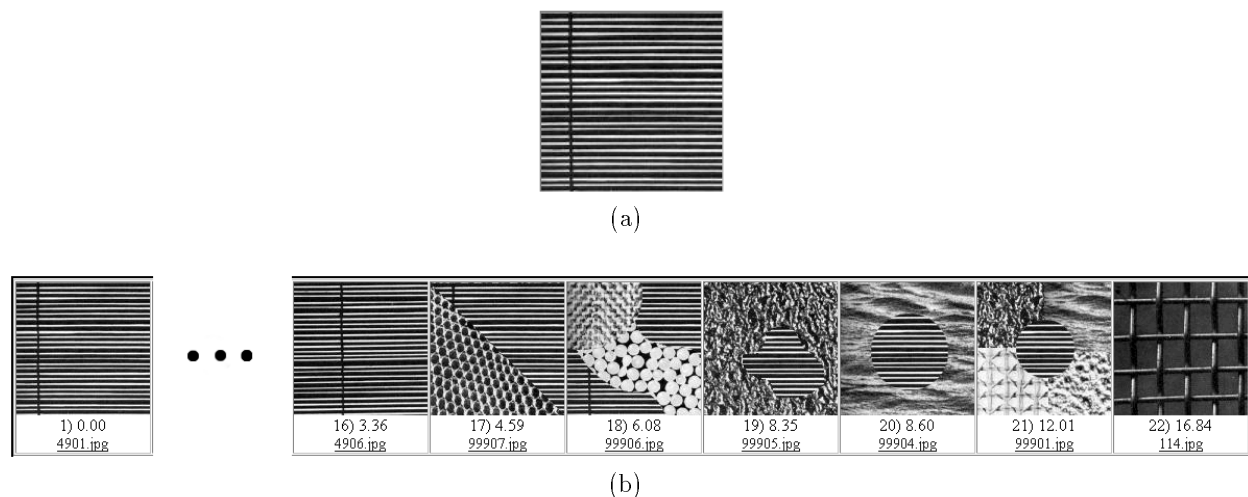 (a)
1) 0.00
4901.jpg
16) 3.36
4906.jpg
17) 4.59
99907.jpg
18) 6.08
99906.jpg
19) 8.35
99905.jpg
20) 8.60
99904.jpg
21) 12.01
99901.jpg
22) 16.84
114.jpg
(b)